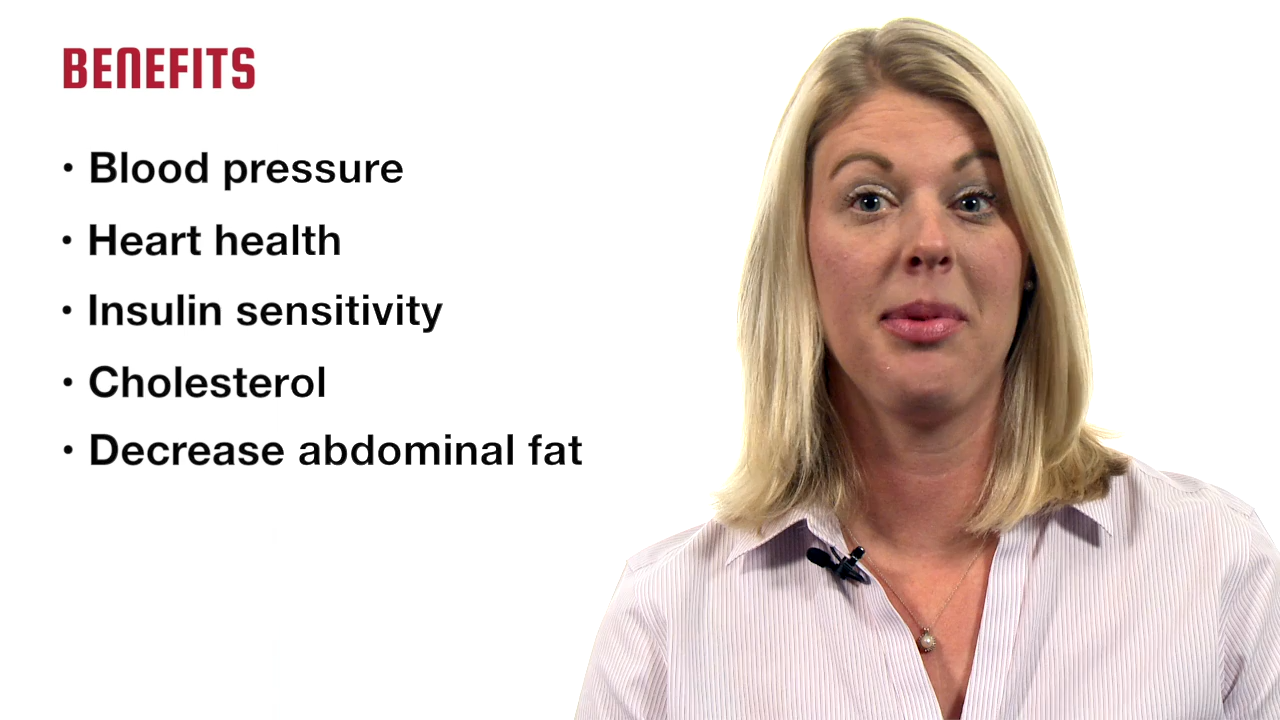 BENEFITS
• Blood pressure
• Heart health
• Insulin sensitivity
• Cholesterol
• Decrease abdominal fat